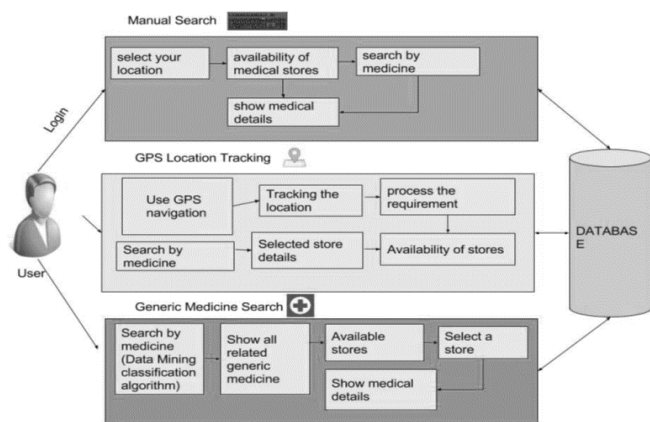 Manual Search
select your
location
availability of
medical stores
search by
medicine
show medical
details
Login
GPS Location Tracking
Use GPS
navigation
Tracking the
location
process the
requirement
Search by
medicine
Selected store
details
Availability of stores
User
DATABAS
E
Generic Medicine Search
Search by
medicine
(Data Mining
classification
algorithm)
Show all
related
generic
medicine
Available
stores
Select a
store
Show medical
details